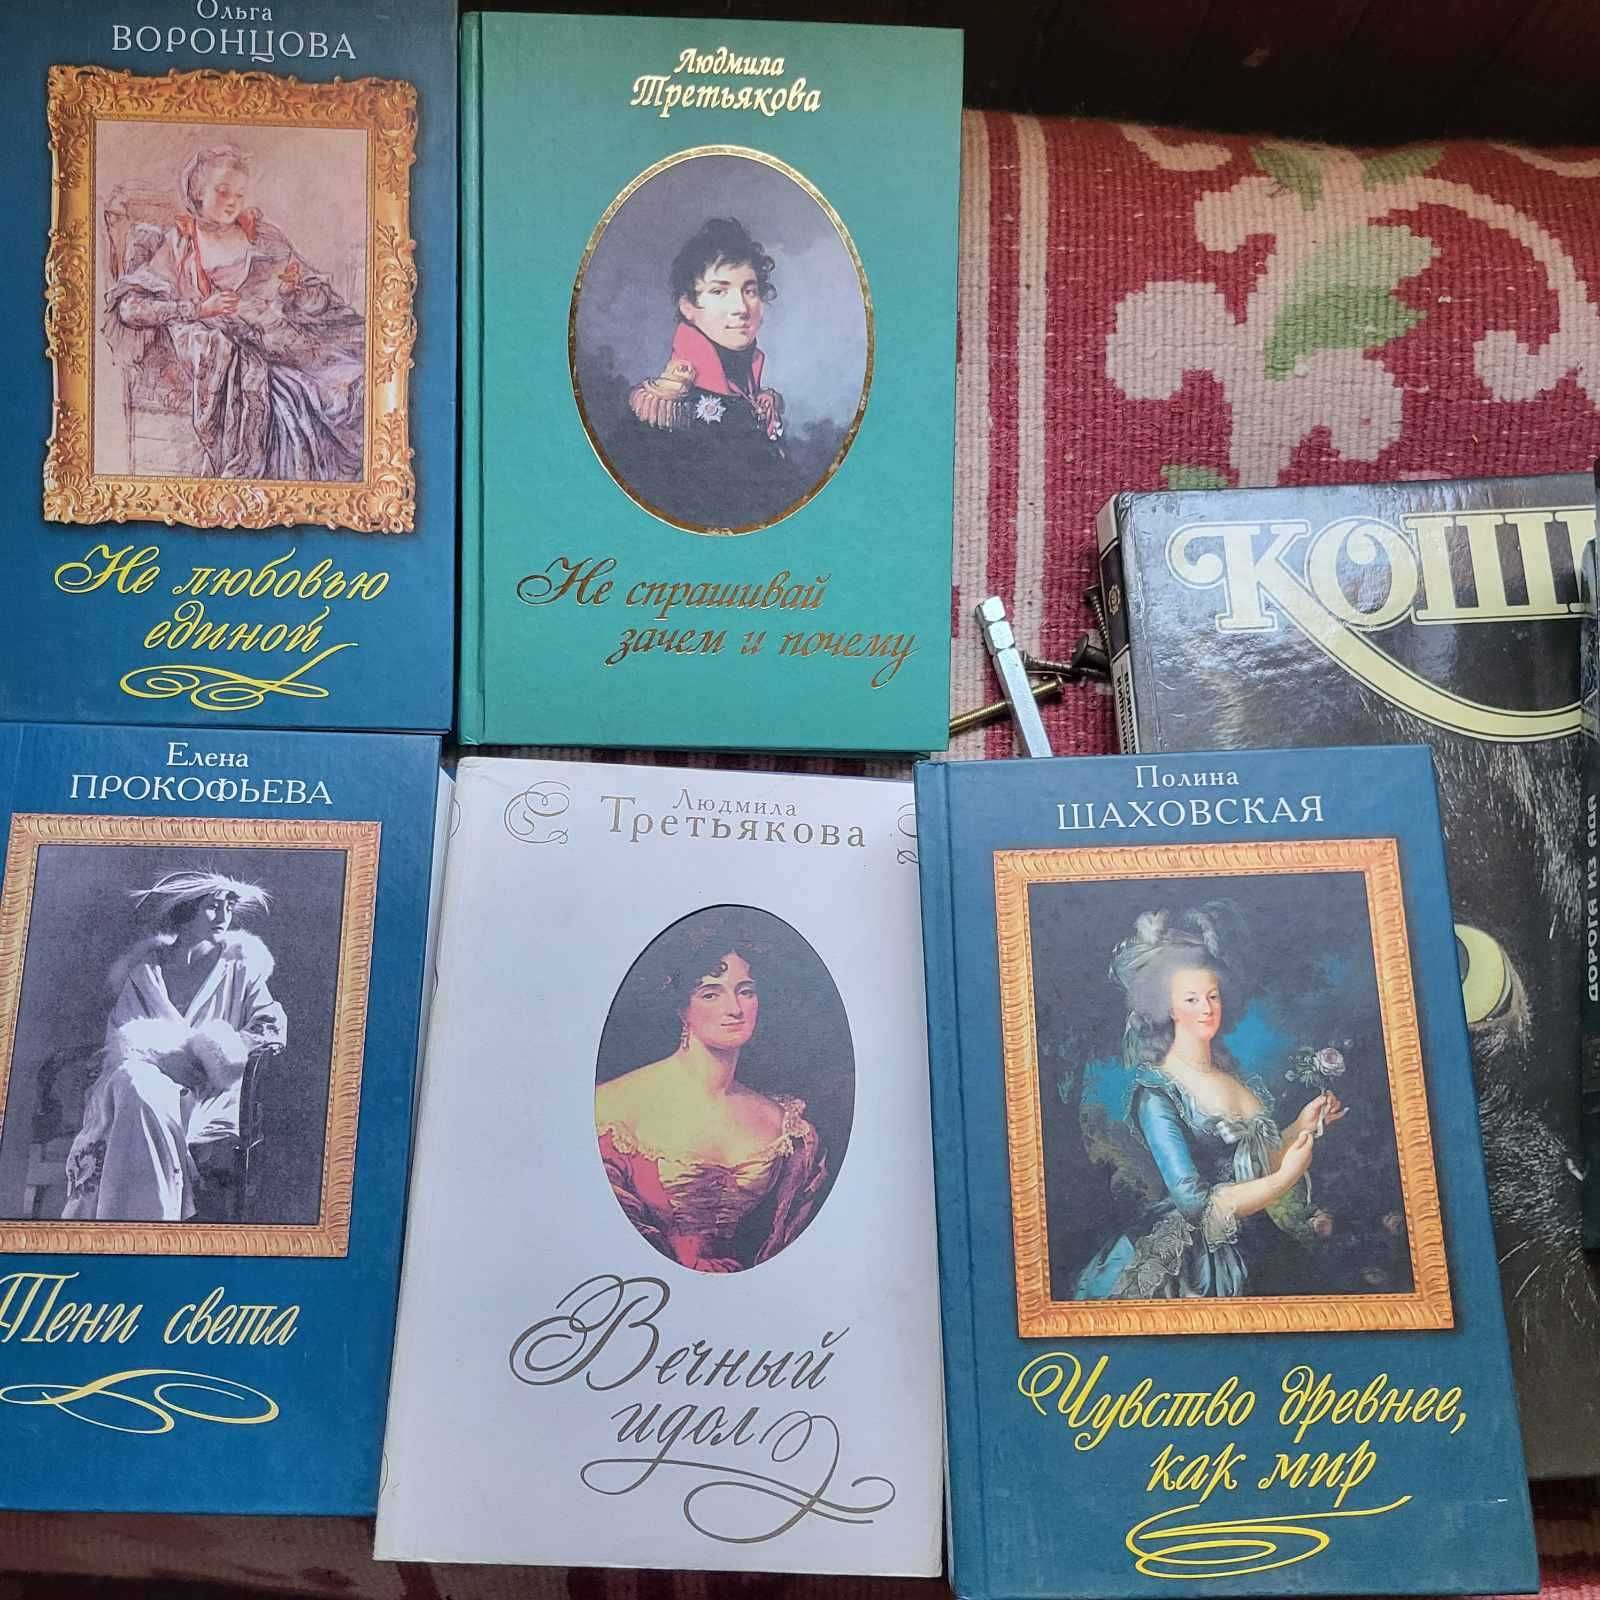 Ольга
ВОРОНЦОВА
Не любовью
единой
Людмила
Третьякова
Не спрашивай
зачем и почему
Елена
ПРОКОФЬЕВА
Тени света
Людмила
Третьякова
Вечный
идол
Полина
ШАХОВСКАЯ
Чувство древнее,
как мир
КОШ
ДОРОГА ИЗ АДА